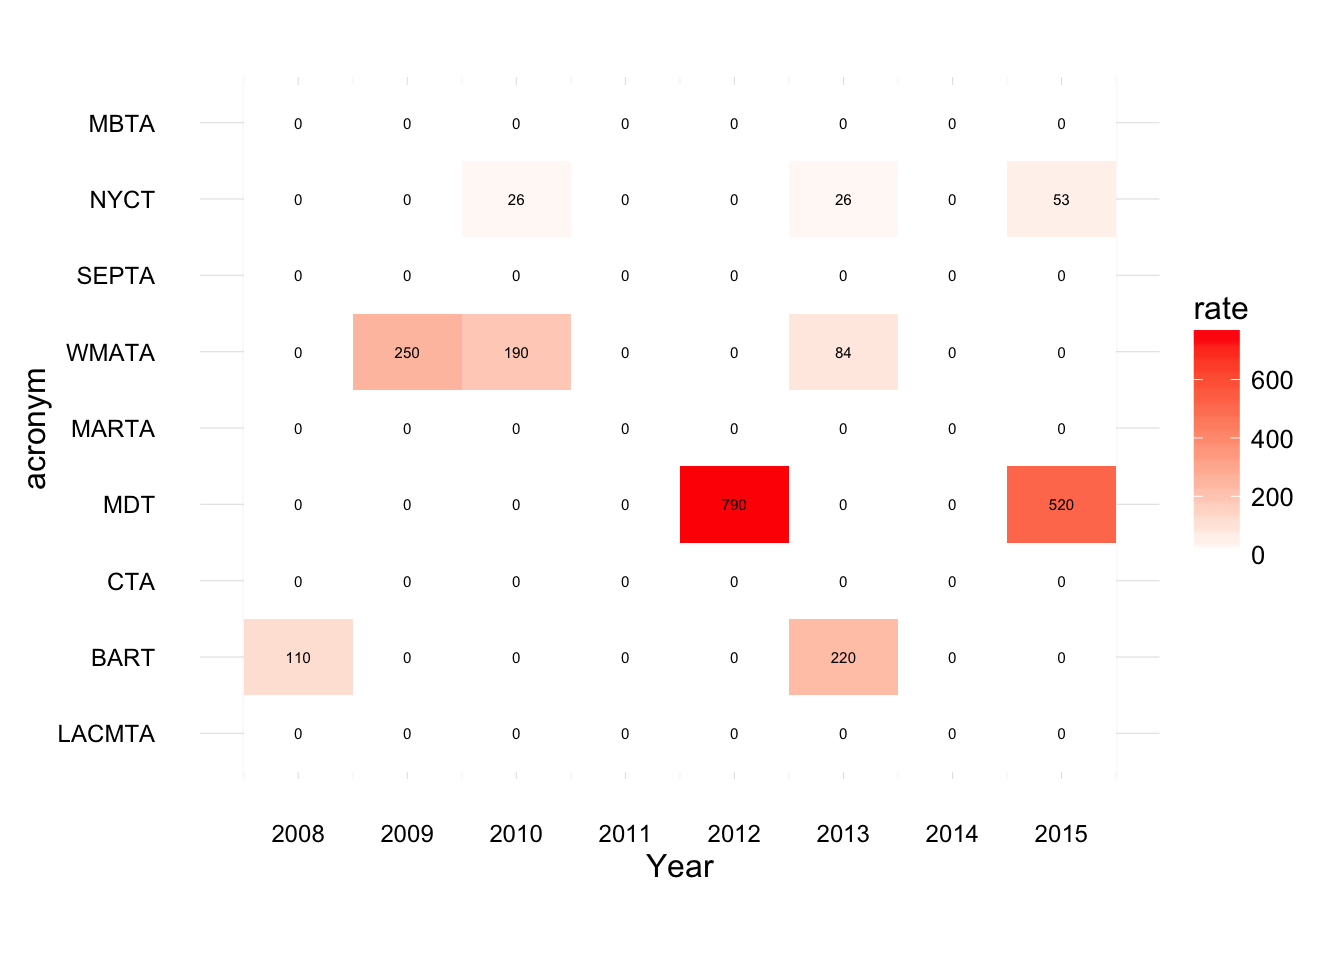 MBTA 0 0 0 0 0 0 0 0
NYCT 0 0 26 0 0 26 0 53
SEPTA 0 0 0 0 0 0 0 0
WMATA 0 250 190 0 0 84 0 0
MARTA 0 0 0 0 0 0 0 0
MDT 0 0 0 0 790 0 0 520
CTA 0 0 0 0 0 0 0 0
BART 110 0 0 0 0 220 0 0
LACMTA 0 0 0 0 0 0 0 0
acronym
2008 2009 2010 2011 2012 2013 2014 2015
Year
rate
600
400
200
0